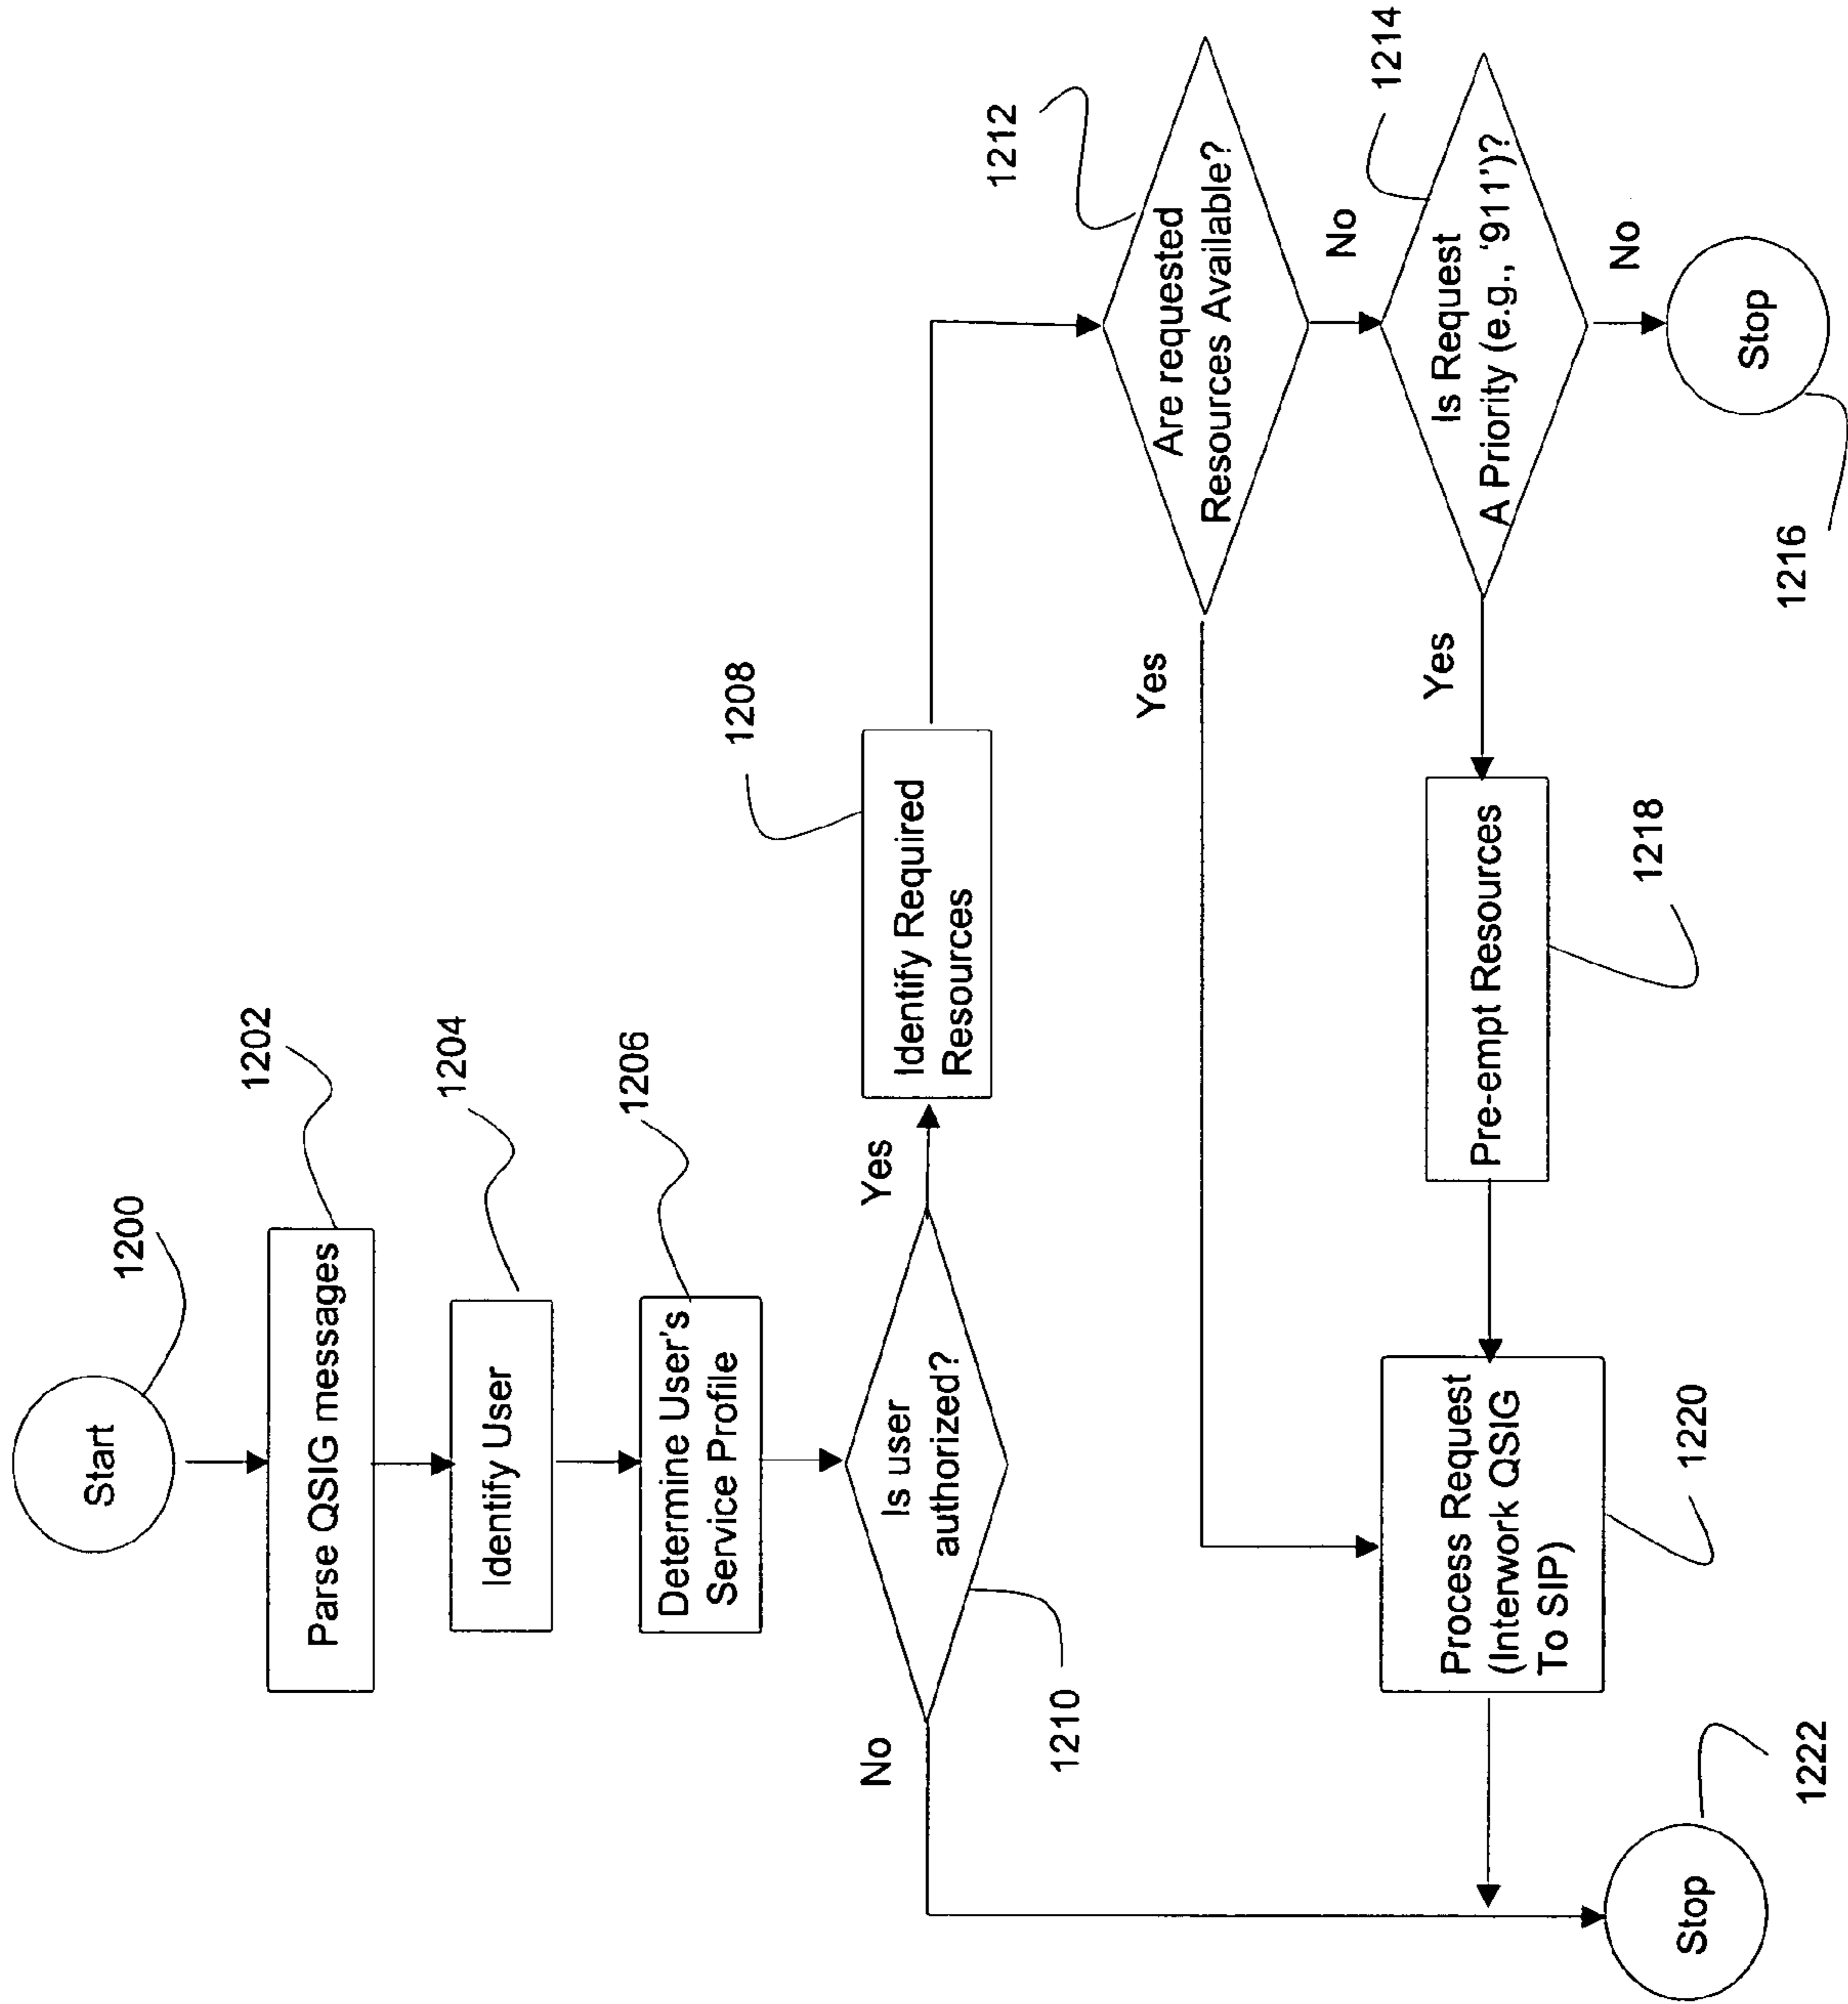 Start
1200
Parse QSIG messages
1202
Identify User
1204
Determine User's
Service Profile
1206
Is user
authorized?
1210
No
Yes
Identify Required
Resources
1208
Are requested
Resources Available?
1212
Yes
No
Is Request
A Priority (e.g., '911')?
1214
Yes
No
Stop
1216
Pre-empt Resources
1218
Process Request
(Interwork QSIG
To SIP)
1220
Stop
1222